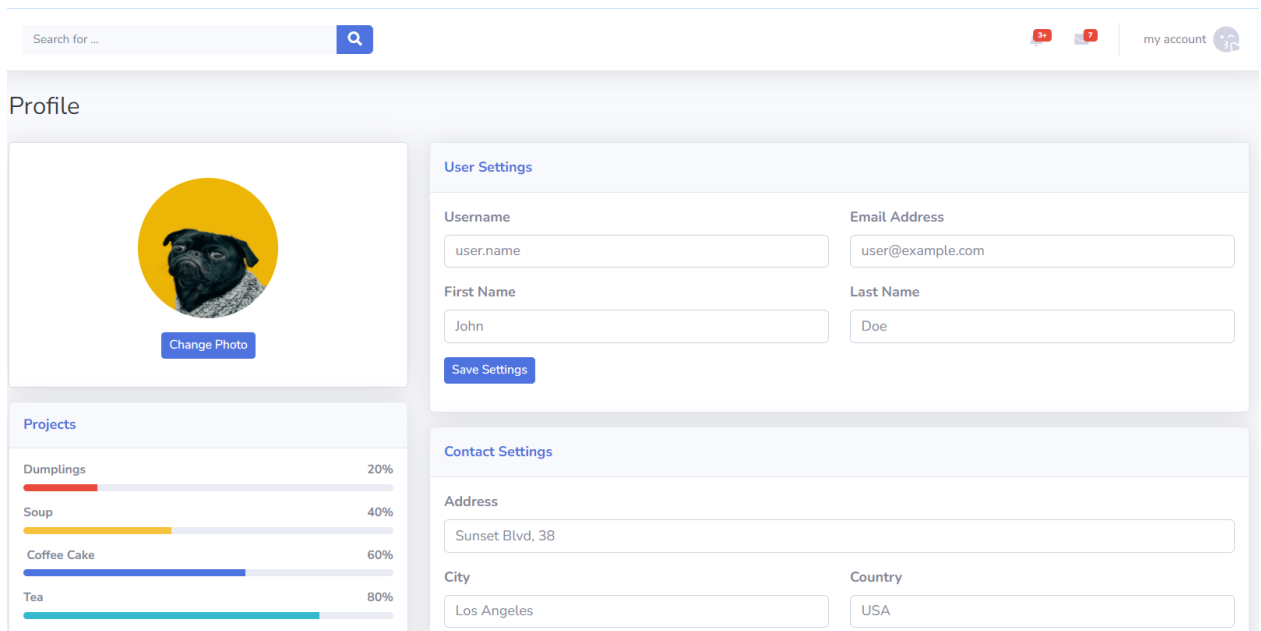 Search for ...
3+
7
my account
Profile
Change Photo
Projects
Dumplings 20%
Soup 40%
Coffee Cake 60%
Tea 80%
User Settings
Username Email Address
user.name user@example.com
First Name Last Name
John Doe
Save Settings
Contact Settings
Address
Sunset Blvd, 38
City Country
Los Angeles USA